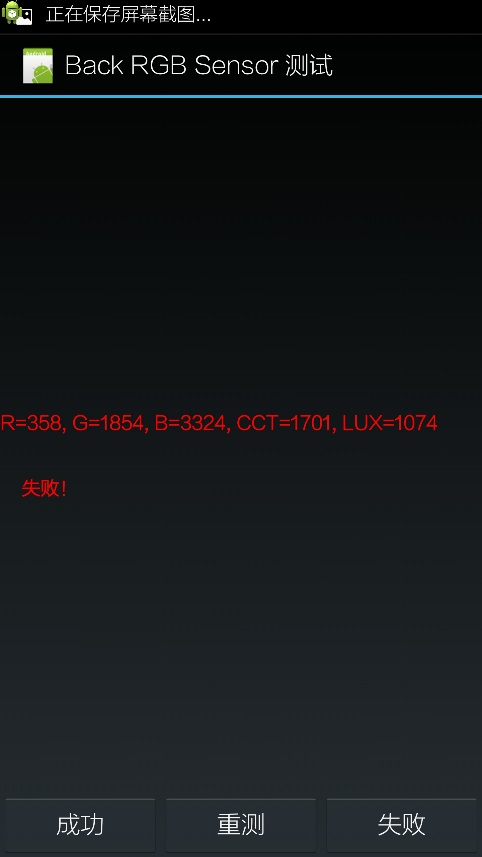 正在保存屏幕截图...
Back RGB Sensor 测试
R=358, G=1854, B=3324, CCT=1701, LUX=1074
失败!
成功
重测
失败